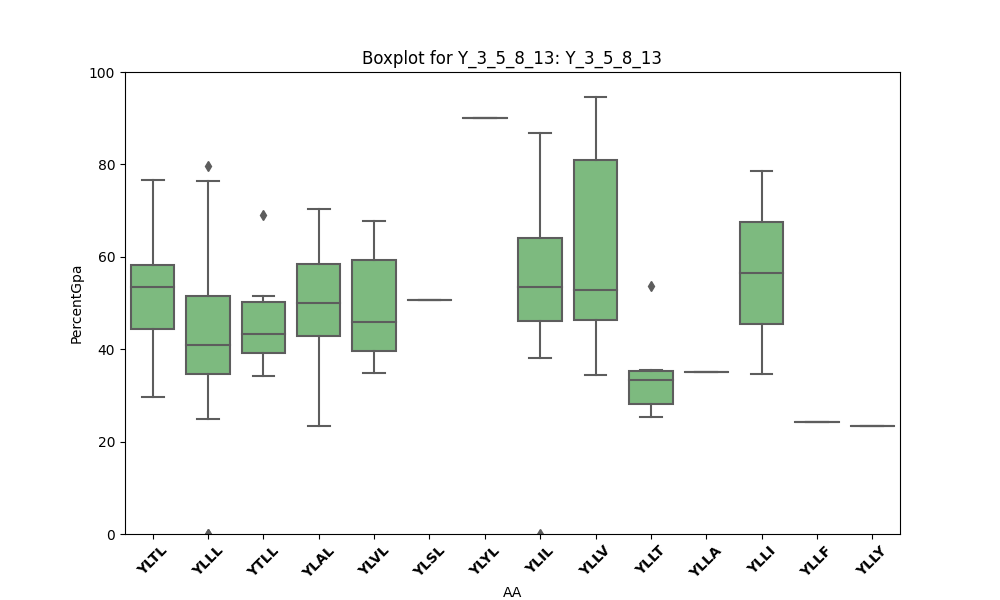 Boxplot for Y_3_5_8_13: Y_3_5_8_13
100
80
60
40
20
0
PercentGpa
YLTL YLLL YTLL YLAL YLVL YLSL YLYL YLIL YLLV YLLT YLLA YLLI YLLF YLLY
AA